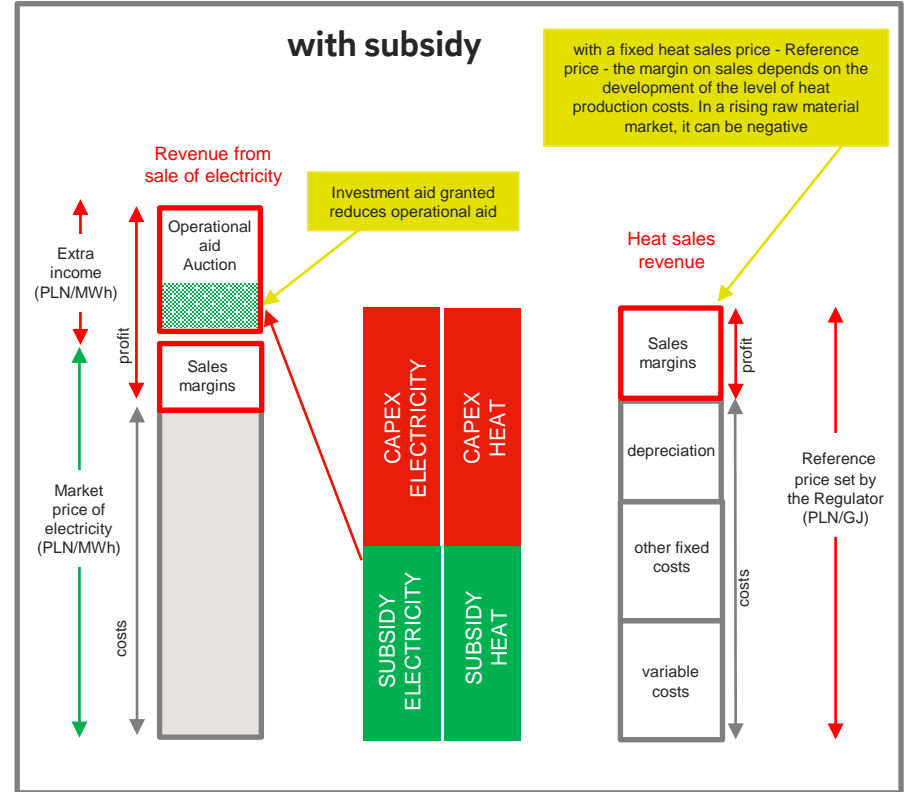 with subsidy
with a fixed heat sales price - Reference
price - the margin on sales depends on the
development of the level of heat
production costs. In a rising raw material
market, it can be negative
Revenue from
sale of electricity
Investment aid granted
reduces operational aid
Operational
aid
Auction
Extra
income
(PLN/MWh)
profit
Sales
margins
Market
price of
electricity
(PLN/MWh)
costs
CAPEX
ELECTRICITY
CAPEX
HEAT
SUBSIDY
ELECTRICITY
SUBSIDY
HEAT
Heat sales
revenue
Sales
margins
profit
depreciation
other fixed
costs
variable
costs
costs
Reference
price set by
the Regulator
(PLN/GJ)